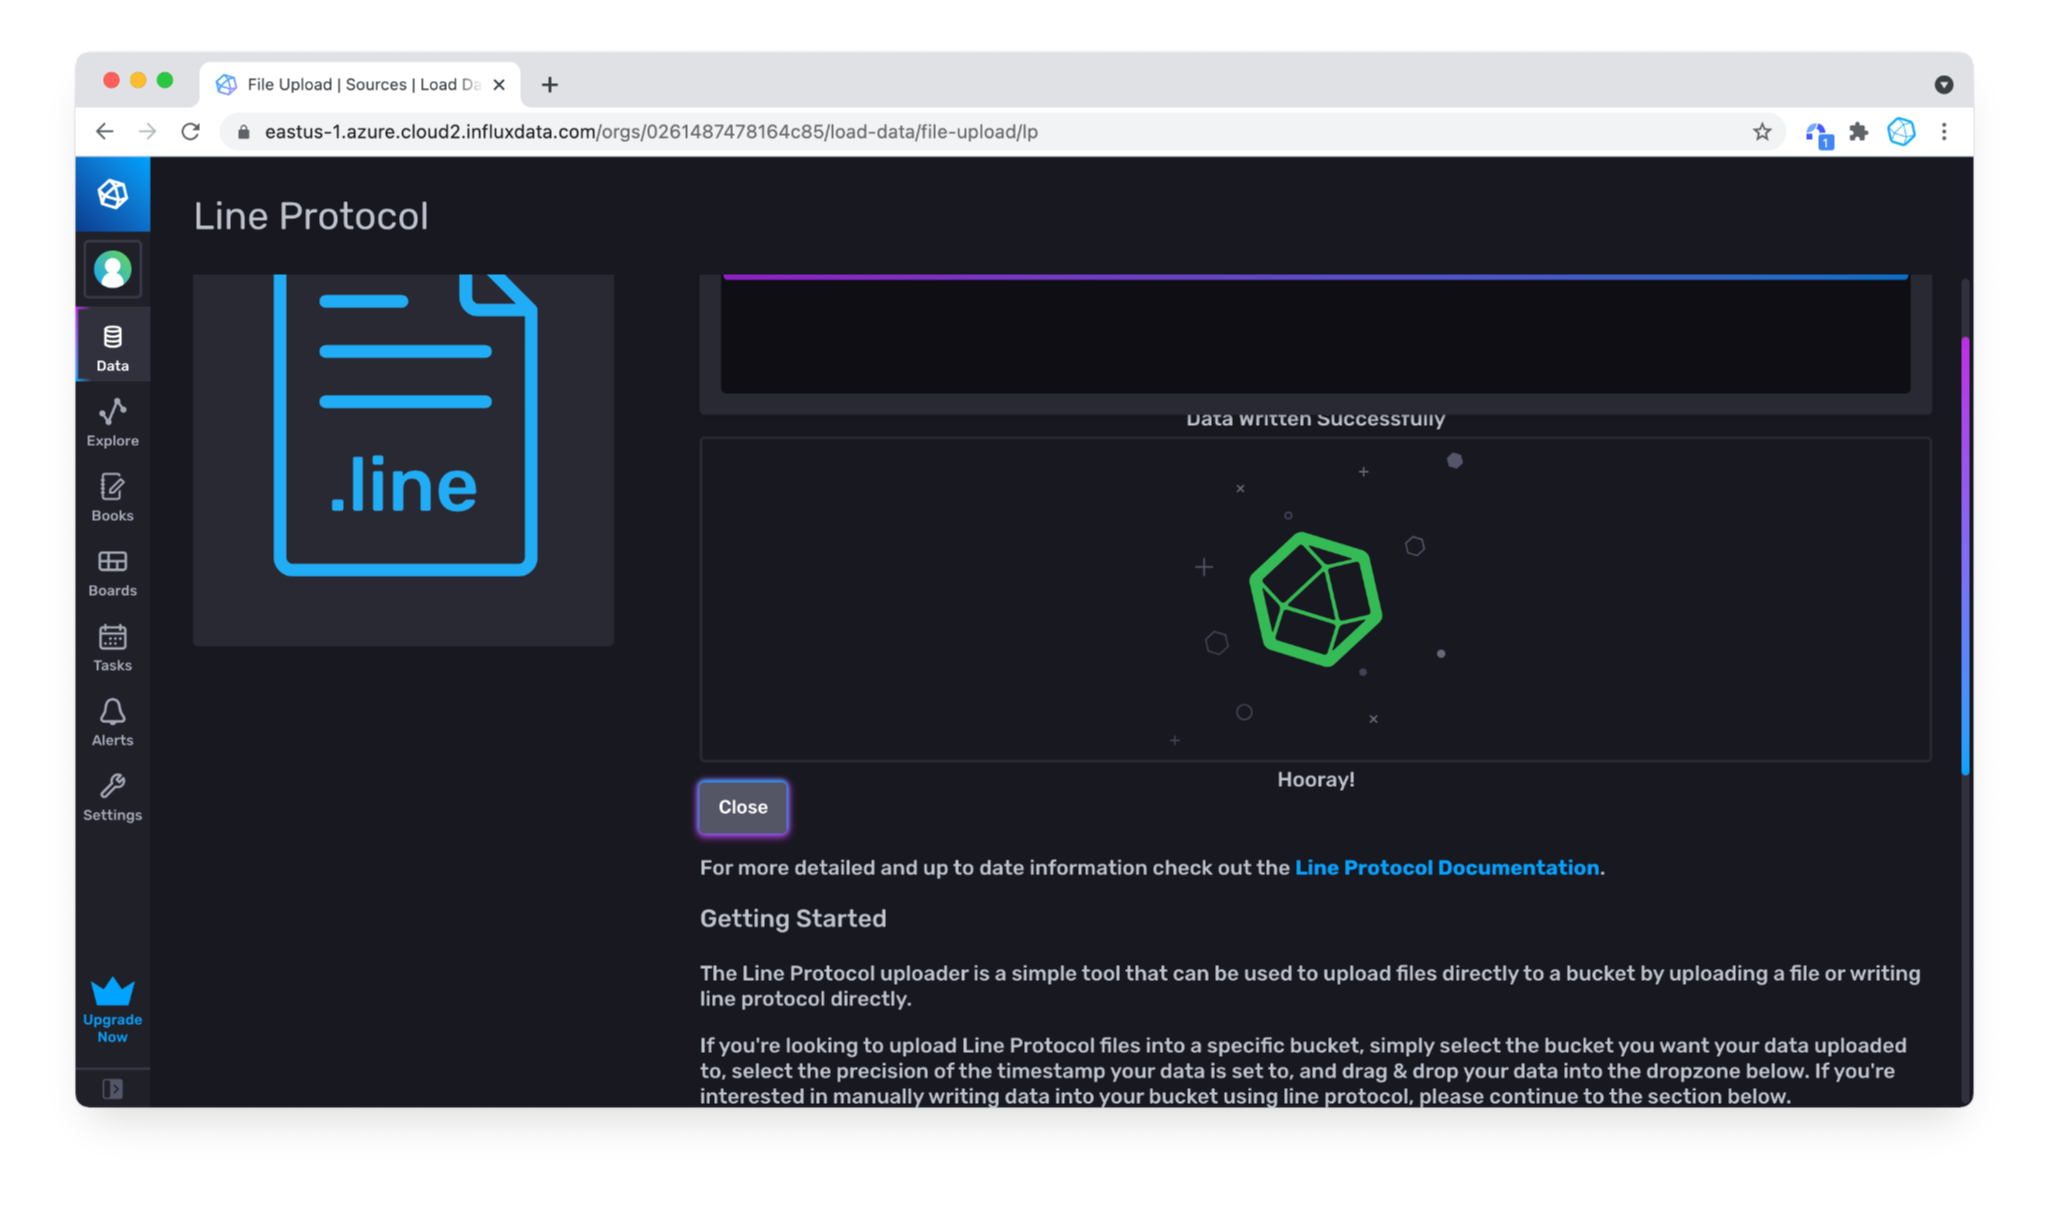 File Upload | Sources | Load Da
eastus-1.azure.cloud2.influxdata.com/orgs/0261487478164c85/load-data/file-upload/lp
1
Line Protocol
Data
Explore
Books
Boards
Tasks
Alerts
Settings
Upgrade
Now
.line
Data Written Successfully
Hooray!
Close
For more detailed and up to date information check out the Line Protocol Documentation.
Getting Started
The Line Protocol uploader is a simple tool that can be used to upload files directly to a bucket by uploading a file or writing
line protocol directly.
If you're looking to upload Line Protocol files into a specific bucket, simply select the bucket you want your data uploaded
to, select the precision of the timestamp your data is set to, and drag & drop your data into the dropzone below. If you're
interested in manually writing data into your bucket using line protocol, please continue to the section below.